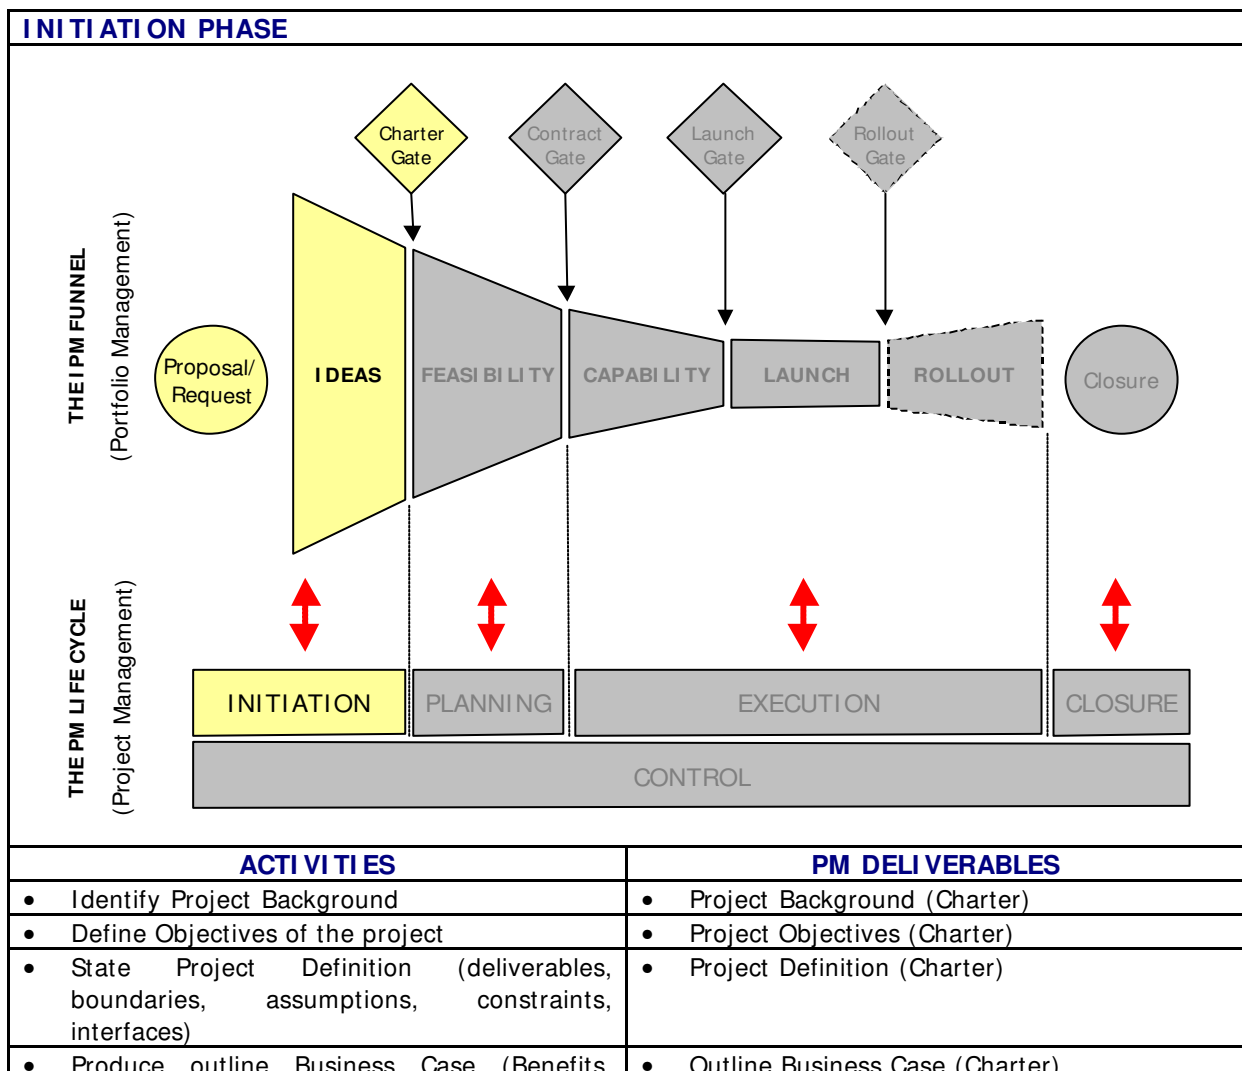 INITIATION PHASE
Charter
Gate
Contract
Gate
Launch
Gate
Rollout
Gate
THE IPM FUNNEL
(Portfolio Management)
Proposal/
Request
IDEAS
FEASIBILITY
CAPABILITY
LAUNCH
ROLLOUT
Closure
THE PM LIFE CYCLE
(Project Management)
INITIATION
PLANNING
EXECUTION
CLOSURE
CONTROL
ACTIVITIES
PM DELIVERABLES
• Identify Project Background
• Project Background (Charter)
• Define Objectives of the project
• Project Objectives (Charter)
• State Project Definition (deliverables,
boundaries, assumptions, constraints,
interfaces)
• Project Definition (Charter)
• Produce outline Business Case (Benefits,
• Outline Business Case (Charter)